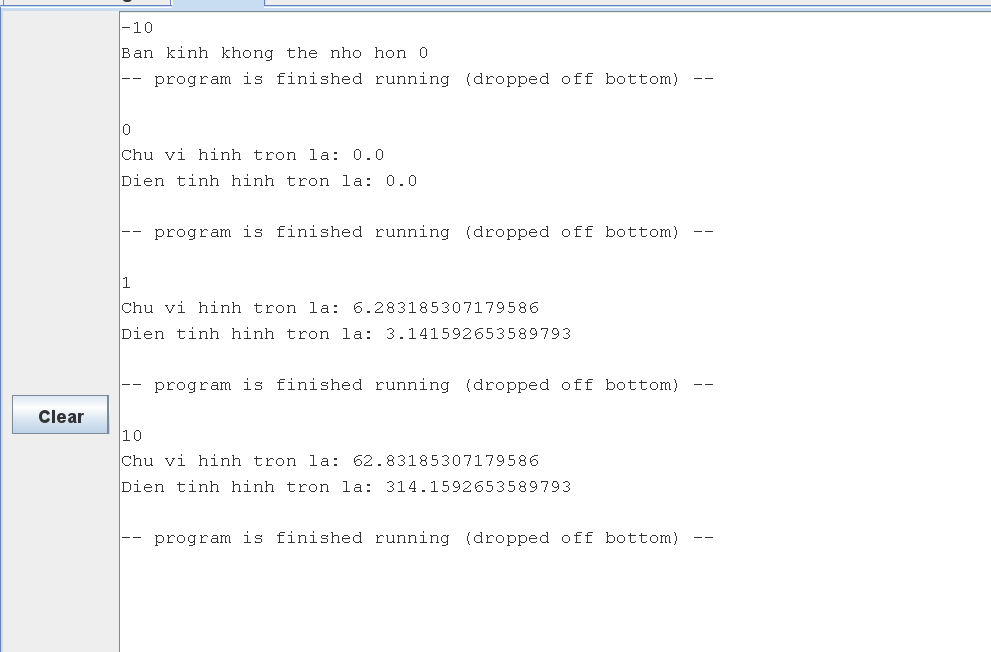 -10
Ban kinh khong the nho hon 0
-- program is finished running (dropped off bottom) --
0
Chu vi hinh tron la: 0.0
Dien tinh hinh tron la: 0.0
-- program is finished running (dropped off bottom) --
1
Chu vi hinh tron la: 6.283185307179586
Dien tinh hinh tron la: 3.141592653589793
-- program is finished running (dropped off bottom) --
Clear
10
Chu vi hinh tron la: 62.83185307179586
Dien tinh hinh tron la: 314.1592653589793
-- program is finished running (dropped off bottom) --